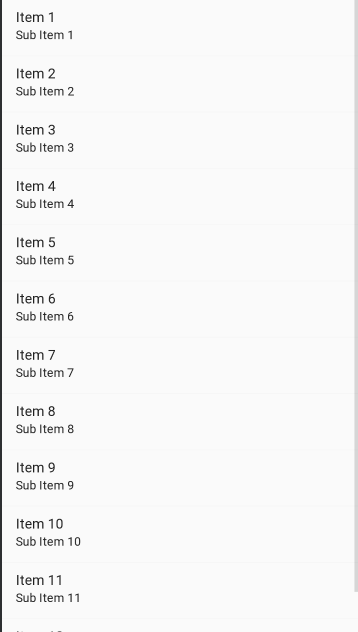 Item 1
Sub Item 1
Item 2
Sub Item 2
Item 3
Sub Item 3
Item 4
Sub Item 4
Item 5
Sub Item 5
Item 6
Sub Item 6
Item 7
Sub Item 7
Item 8
Sub Item 8
Item 9
Sub Item 9
Item 10
Sub Item 10
Item 11
Sub Item 11